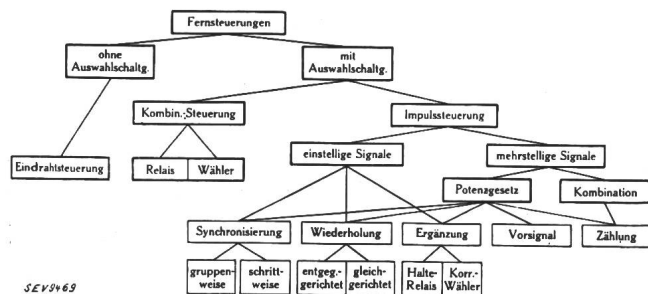 Fernsteuerungen
ohne
Auswahlschaltg.
mit
Auswahlschaltg.
Kombin.-Steuerung
Impulssteuerung
Eindrahtsteuerung
Relais
Wähler
einstellige Signale
mehrstellige Signale
Potenzgesetz
Kombination
Synchronisierung
Wiederholung
Ergänzung
Vorsignal
Zählung
gruppen-
weise
schritt-
weise
entgeg.-
gerichtet
gleich-
gerichtet
Halte-
Relais
Korr.-
Wähler
SEV9469